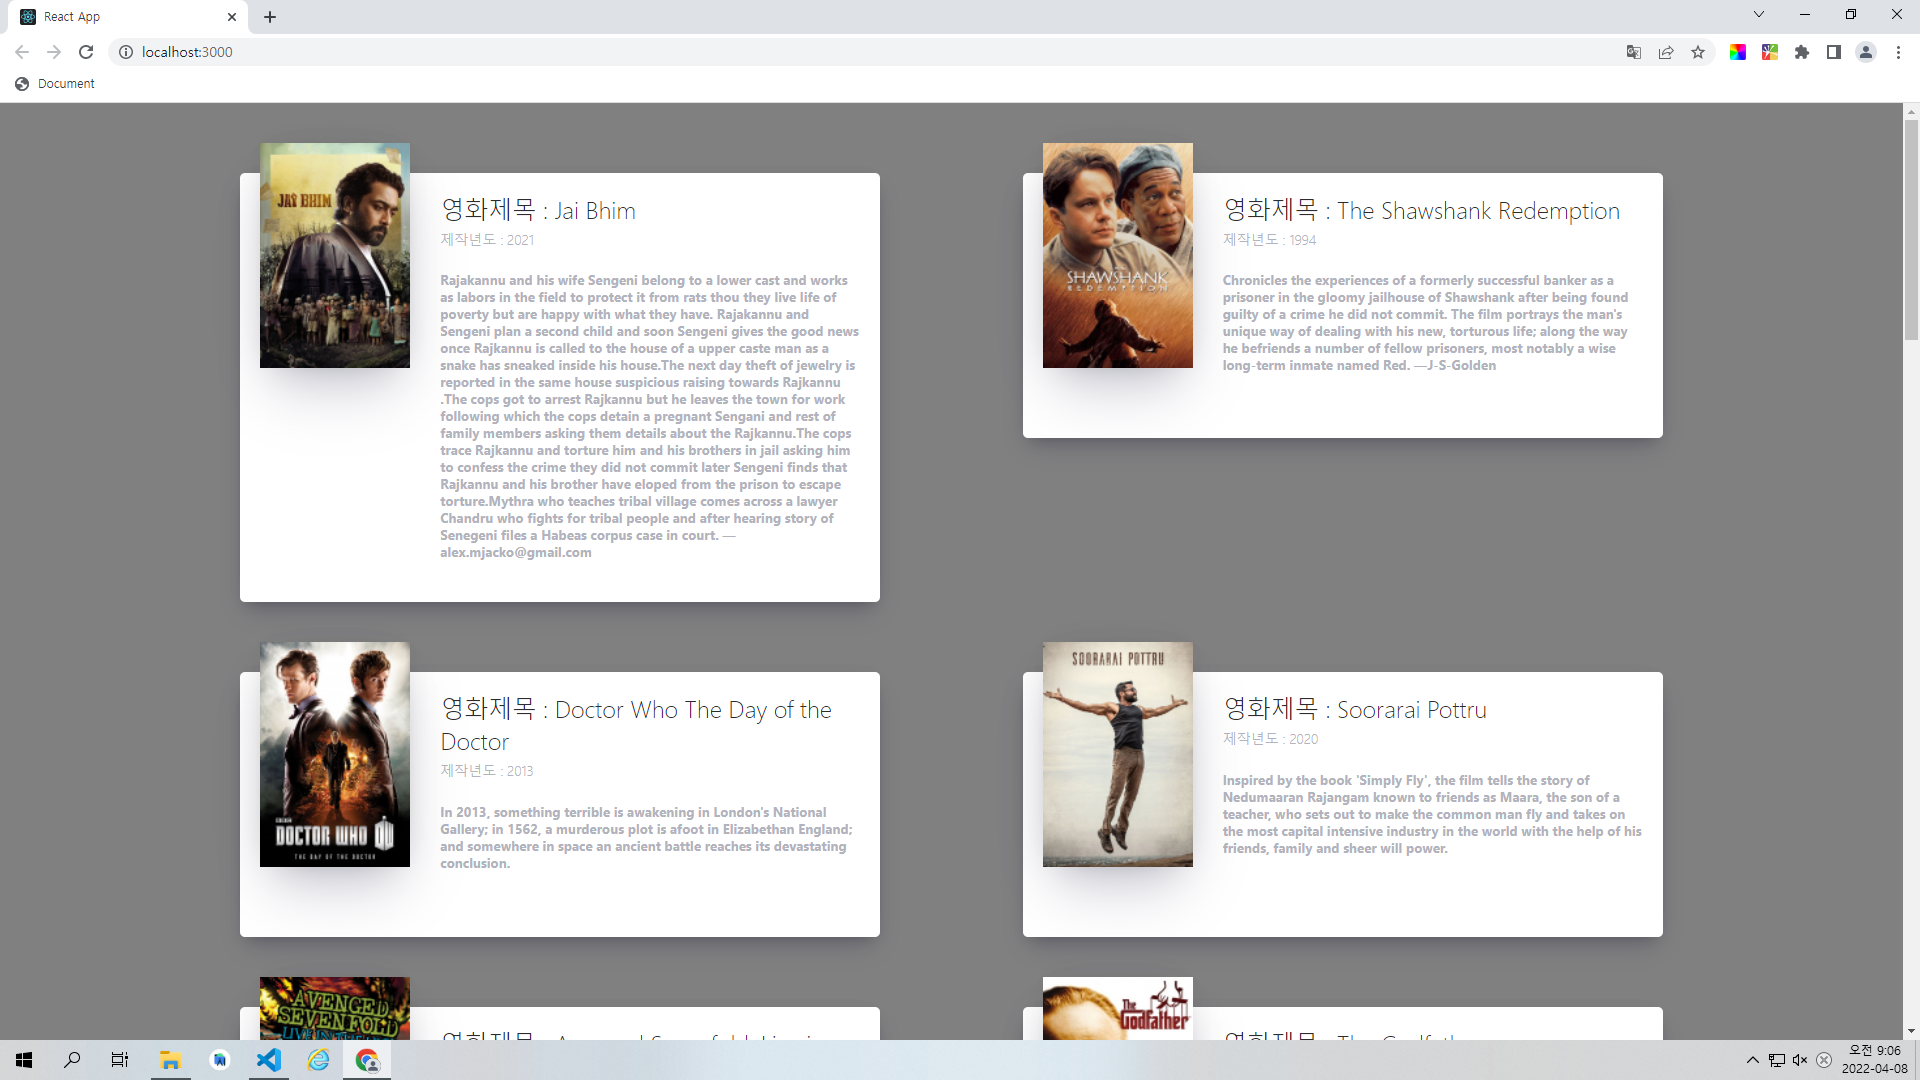 React App
localhost:3000
Document
JAI BHIM
영화제목 : Jai Bhim
제작년도 : 2021
Rajakannu and his wife Sengeni belong to a lower cast and works
as labors in the field to protect it from rats thou they live life of
poverty but are happy with what they have. Rajakannu and
Sengeni plan a second child and soon Sengeni gives the good news
once Rajkannu is called to the house of a upper caste man as a
snake has sneaked inside his house.The next day theft of jewelry is
reported in the same house suspicious raising towards Rajkannu
.The cops got to arrest Rajkannu but he leaves the town for work
following which the cops detain a pregnant Sengani and rest of
family members asking them details about the Rajkannu.The cops
trace Rajkannu and torture him and his brothers in jail asking him
to confess the crime they did not commit later Sengeni finds that
Rajkannu and his brother have eloped from the prison to escape
torture.Mythra who teaches tribal village comes across a lawyer
Chandru who fights for tribal people and after hearing story of
Senegeni files a Habeas corpus case in court. —
alex.mjacko@gmail.com
SHAWSHANK
REDEMPTION
영화제목 : The Shawshank Redemption
제작년도 : 1994
Chronicles the experiences of a formerly successful banker as a
prisoner in the gloomy jailhouse of Shawshank after being found
guilty of a crime he did not commit. The film portrays the man's
unique way of dealing with his new, torturous life; along the way
he befriends a number of fellow prisoners, most notably a wise
long-term inmate named Red. —J-S-Golden
DOCTOR WHO
THE DAY OF THE DOCTOR
영화제목 : Doctor Who The Day of the
Doctor
제작년도 : 2013
In 2013, something terrible is awakening in London's National
Gallery; in 1562, a murderous plot is afoot in Elizabethan England;
and somewhere in space an ancient battle reaches its devastating
conclusion.
SOORARAI POTTRU
영화제목 : Soorarai Pottru
제작년도 : 2020
Inspired by the book 'Simply Fly', the film tells the story of
Nedumaaran Rajangam known to friends as Maara, the son of a
teacher, who sets out to make the common man fly and takes on
the most capital intensive industry in the world with the help of his
friends, family and sheer will power.
AVENGED
SEVENFOLD
LIVE IN THE
The
Godfather
영화제목 : The Godfather
오전 9:06
2022-04-08